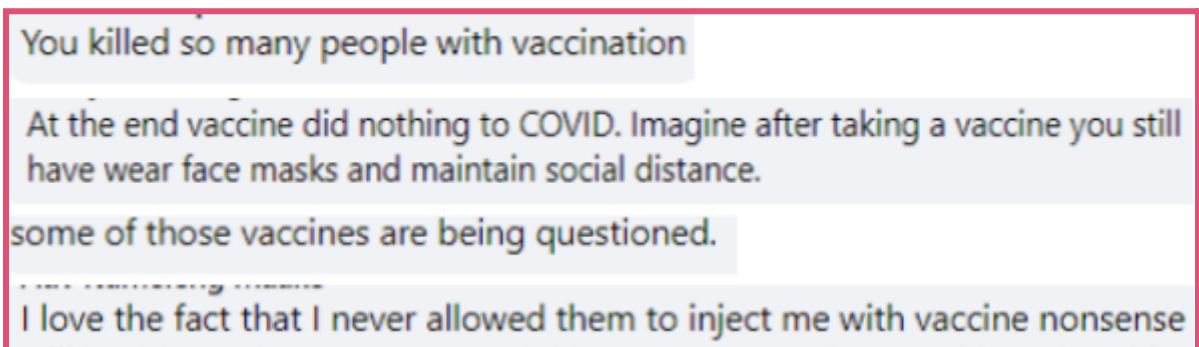 You killed so many people with vaccination
At the end vaccine did nothing to COVID. Imagine after taking a vaccine you still
have wear face masks and maintain social distance.
some of those vaccines are being questioned.
I love the fact that I never allowed them to inject me with vaccine nonsense